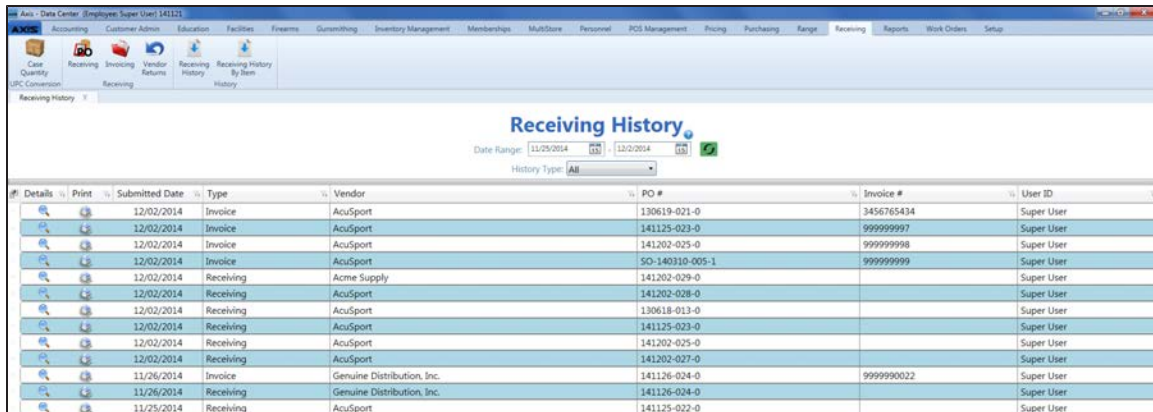 Axis - Data Center (Employee: Super User) 141121
AXIS Accounting Customer Admin Education Facilities Firearms Gunsmithing Inventory Management Memberships MultiStore Personnel POS Management Pricing Purchasing Range Receiving Reports Work Orders Setup
Case Quantity Receiving Invoicing Vendor Returns Receiving History Receiving History By Item
UPC Conversion Receiving History
Receiving History
Receiving History
Date Range: 11/25/2014 15 - 12/2/2014 15
History Type: All
Details Print Submitted Date Type Vendor PO # Invoice # User ID
12/02/2014 Invoice AcuSport 130619-021-0 3456765434 Super User
12/02/2014 Invoice AcuSport 141125-023-0 999999997 Super User
12/02/2014 Invoice AcuSport 141202-025-0 999999998 Super User
12/02/2014 Invoice AcuSport SO-140310-005-1 999999999 Super User
12/02/2014 Receiving Acme Supply 141202-029-0 Super User
12/02/2014 Receiving AcuSport 141202-028-0 Super User
12/02/2014 Receiving AcuSport 130618-013-0 Super User
12/02/2014 Receiving AcuSport 141125-023-0 Super User
12/02/2014 Receiving AcuSport 141202-025-0 Super User
12/02/2014 Receiving AcuSport 141202-027-0 Super User
11/26/2014 Invoice Genuine Distribution, Inc. 141126-024-0 9999990022 Super User
11/26/2014 Receiving Genuine Distribution, Inc. 141126-024-0 Super User
11/25/2014 Receiving AcuSport 141125-022-0 Super User